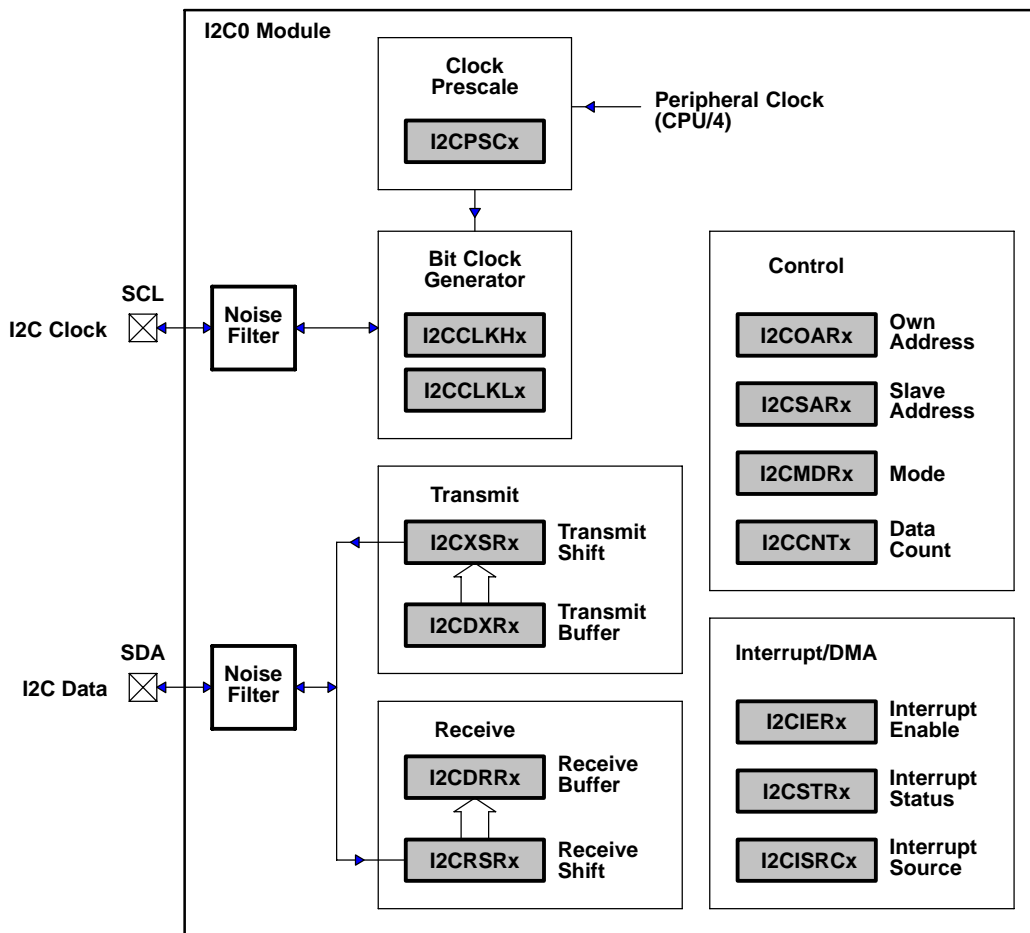 I2C0 Module
Clock
Prescale
I2CPSCx
Peripheral Clock
(CPU/4)
Bit Clock
Generator
I2CCLKHx
I2CCLKLx
SCL
I2C Clock
Noise
Filter
Control
I2COARx
Own
Address
I2CSARx
Slave
Address
I2CMDRx
Mode
I2CCNTx
Data
Count
Transmit
I2CXSRx
Transmit
Shift
I2CDXRx
Transmit
Buffer
SDA
I2C Data
Noise
Filter
Receive
I2CDRRx
Receive
Buffer
I2CRSRx
Receive
Shift
Interrupt/DMA
I2CIERx
Interrupt
Enable
I2CSTRx
Interrupt
Status
I2CISRCx
Interrupt
Source